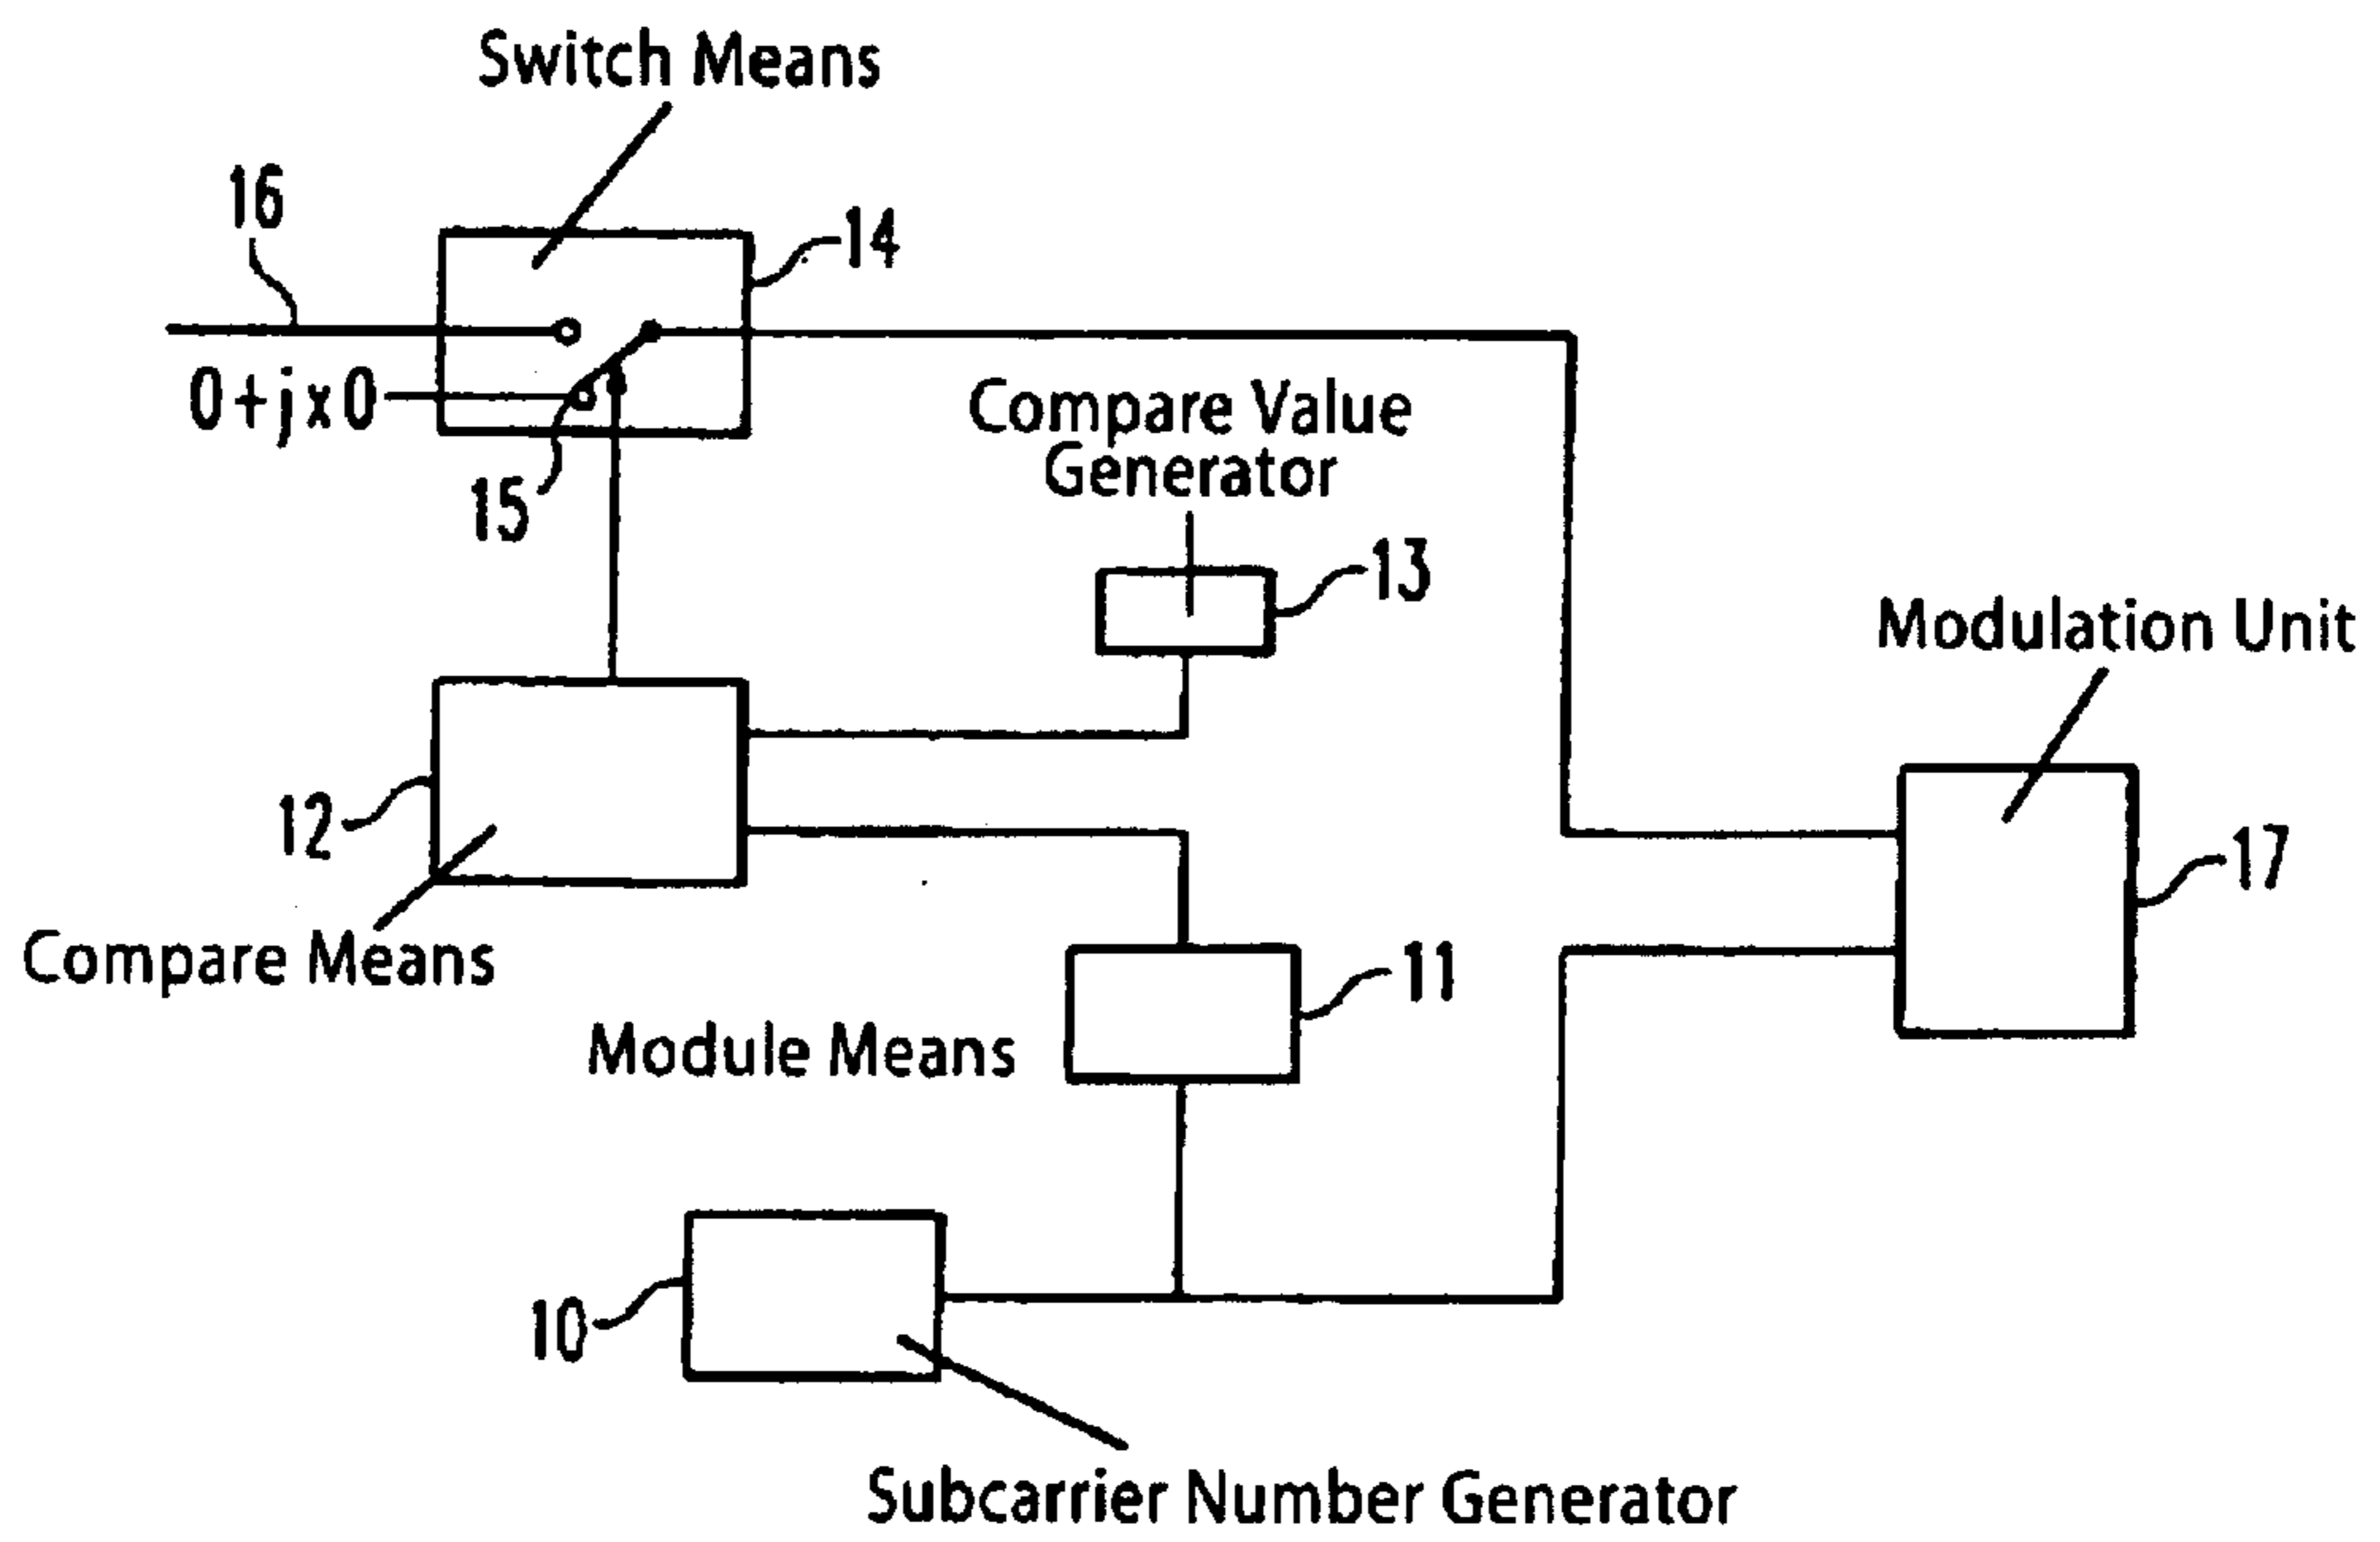 Switch Means
16
14
0+jx0
15
Compare Value
Generator
13
Modulation Unit
12
17
Compare Means
11
Module Means
10
Subcarrier Number Generator